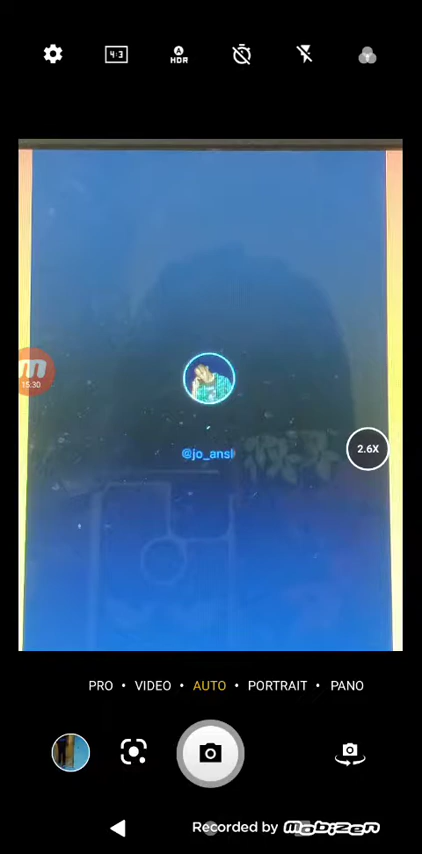 4:3
A
HDR
15:30
@jo_ansl
2.6X
PRO • VIDEO • AUTO • PORTRAIT • PANO
Recorded by Mobizen